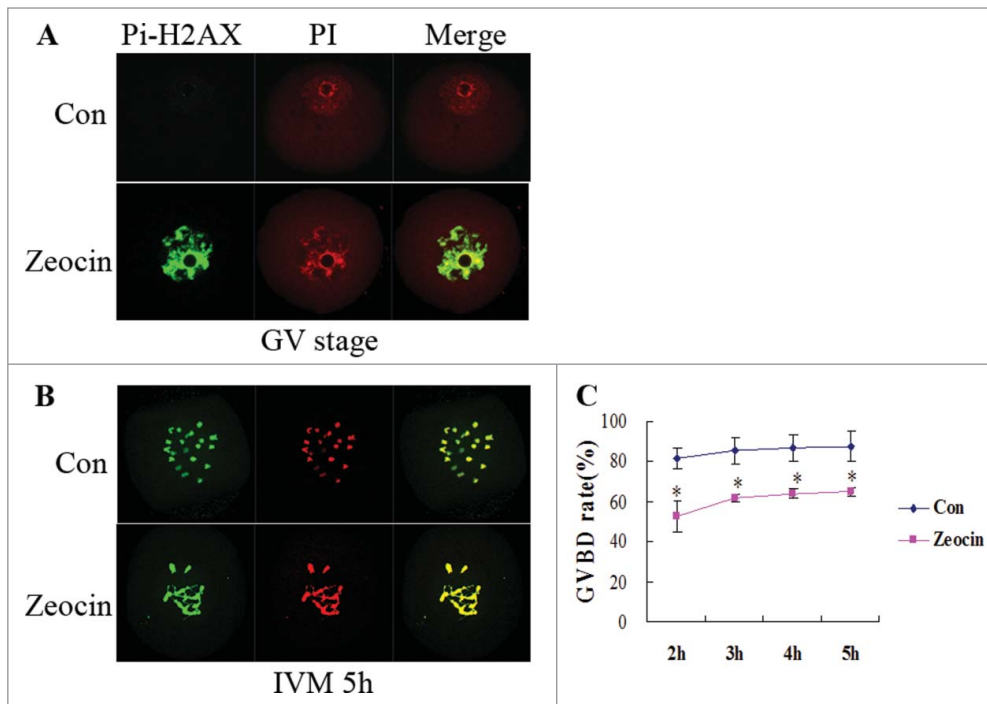 A
Pi-H2AX PI Merge
Con
Zeocin
GV stage
B
Con
Zeocin
IVM 5h
C
GVBD rate(%)
100
80
60
40
20
0
* * * *
2h 3h 4h 5h
Con
Zeocin